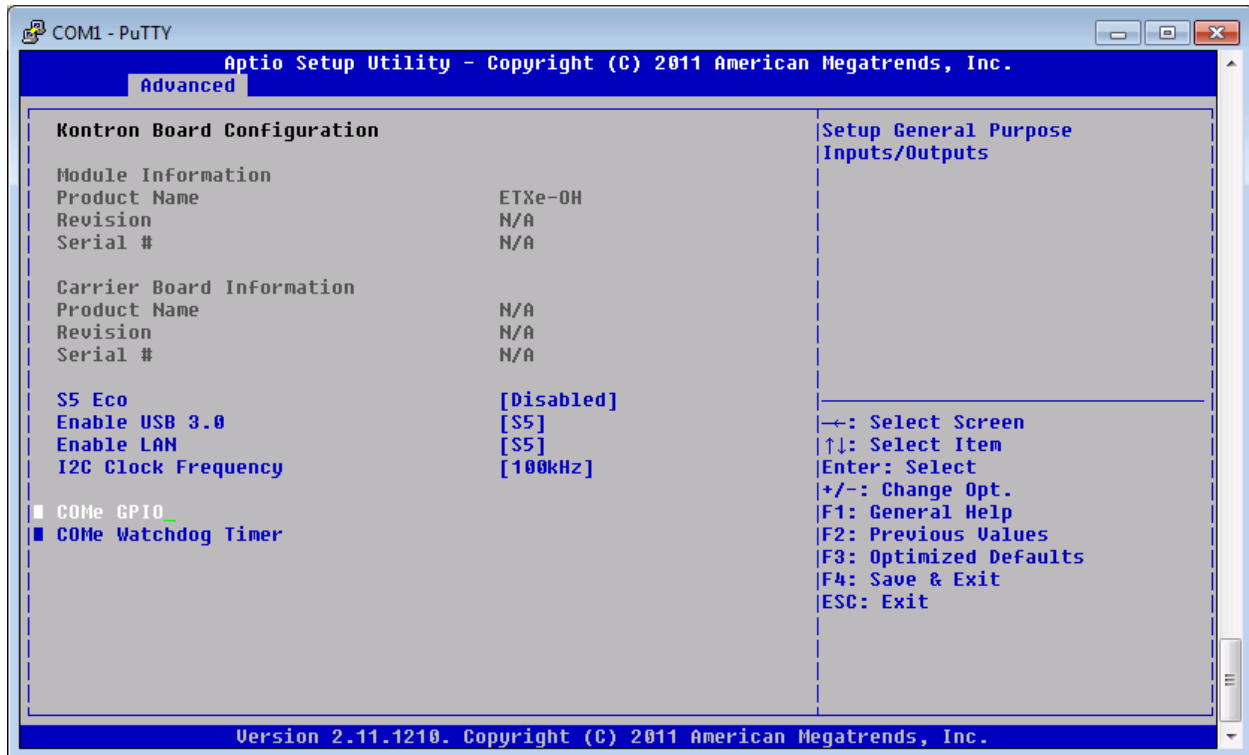 COM1 - PuTTY
Aptio Setup Utility - Copyright (C) 2011 American Megatrends, Inc.
Advanced
Kontron Board Configuration
Setup General Purpose
Inputs/Outputs
Module Information
Product Name ETXe-OH
Revision N/A
Serial # N/A
Carrier Board Information
Product Name N/A
Revision N/A
Serial # N/A
S5 Eco [Disabled]
Enable USB 3.0 [S5]
Enable LAN [S5]
I2C Clock Frequency [100kHz]
COMe GPIO_
COMe Watchdog Timer
→←: Select Screen
↑↓: Select Item
Enter: Select
+/-: Change Opt.
F1: General Help
F2: Previous Values
F3: Optimized Defaults
F4: Save & Exit
ESC: Exit
Version 2.11.1210. Copyright (C) 2011 American Megatrends, Inc.